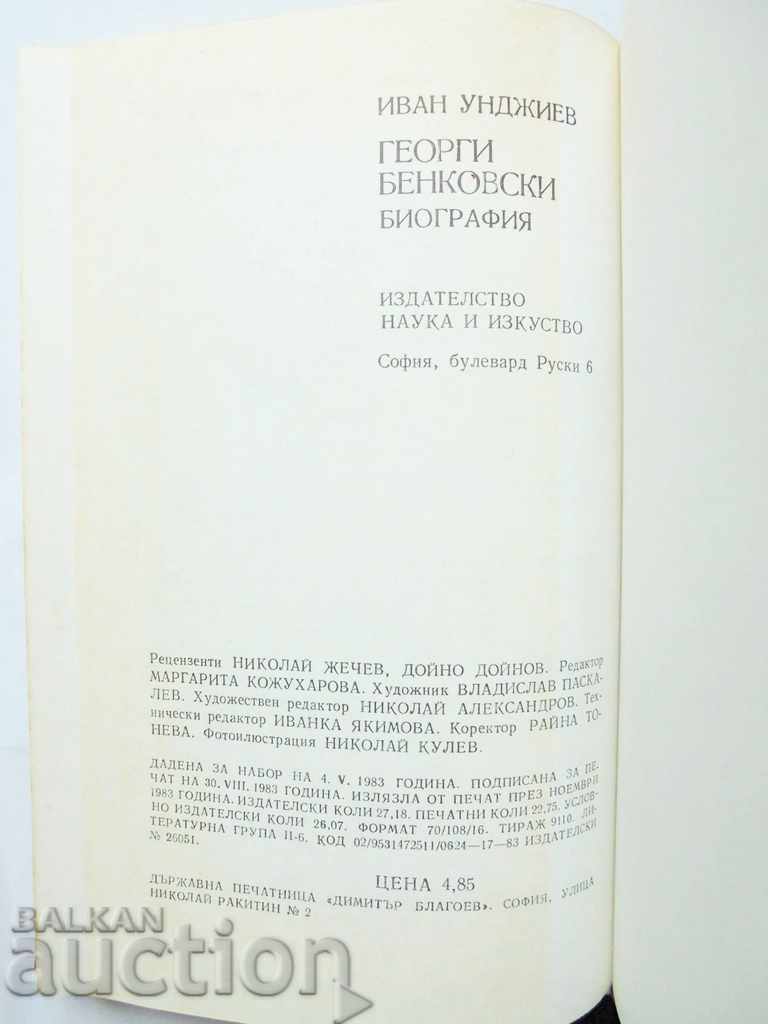 ИВАН УНДЖИЕВ
ГЕОРГИ
БЕНКОВСКИ
БИОГРАФИЯ
ИЗДАТЕЛСТВО
НАУКА И ИЗКУСТВО
София, булевард Руски 6
Рецензенти НИКОЛАЙ ЖЕЧЕВ, ДОЙНО ДОЙНОВ. Редактор
МАРГАРИТА КОЖУХАРОВА. Художник ВЛАДИСЛАВ ПАСКА-
ЛЕВ. Художествен редактор НИКОЛАЙ АЛЕКСАНДРОВ. Тех-
нически редактор ИВАНКА ЯКИМОВА. Коректор РАЙНА ТО-
НЕВА. Фотоилюстрация НИКОЛАЙ КУЛЕВ.
ДАДЕНА ЗА НАБОР НА 4. V. 1983 ГОДИНА. ПОДПИСАНА ЗА ПЕ-
ЧАТ НА 30. VIII. 1983 ГОДИНА. ИЗЛЯЗЛА ОТ ПЕЧАТ ПРЕЗ НОЕМВРИ
1983 ГОДИНА. ИЗДАТЕЛСКИ КОЛИ 27,18. ПЕЧАТНИ КОЛИ 22,75. УСЛОВ-
НО ИЗДАТЕЛСКИ КОЛИ 26,07. ФОРМАТ 70/108/16. ТИРАЖ 9110. ЛИ-
ТЕРАТУРНА ГРУПА II-6. КОД 02/9531472511/0624—17—83 ИЗДАТЕЛСКИ
№ 26051.
ЦЕНА 4,85
ДЪРЖАВНА ПЕЧАТНИЦА «ДИМИТЪР БЛАГОЕВ». СОФИЯ, УЛИЦА
НИКОЛАЙ РАКИТИН № 2
BALKAN
auction